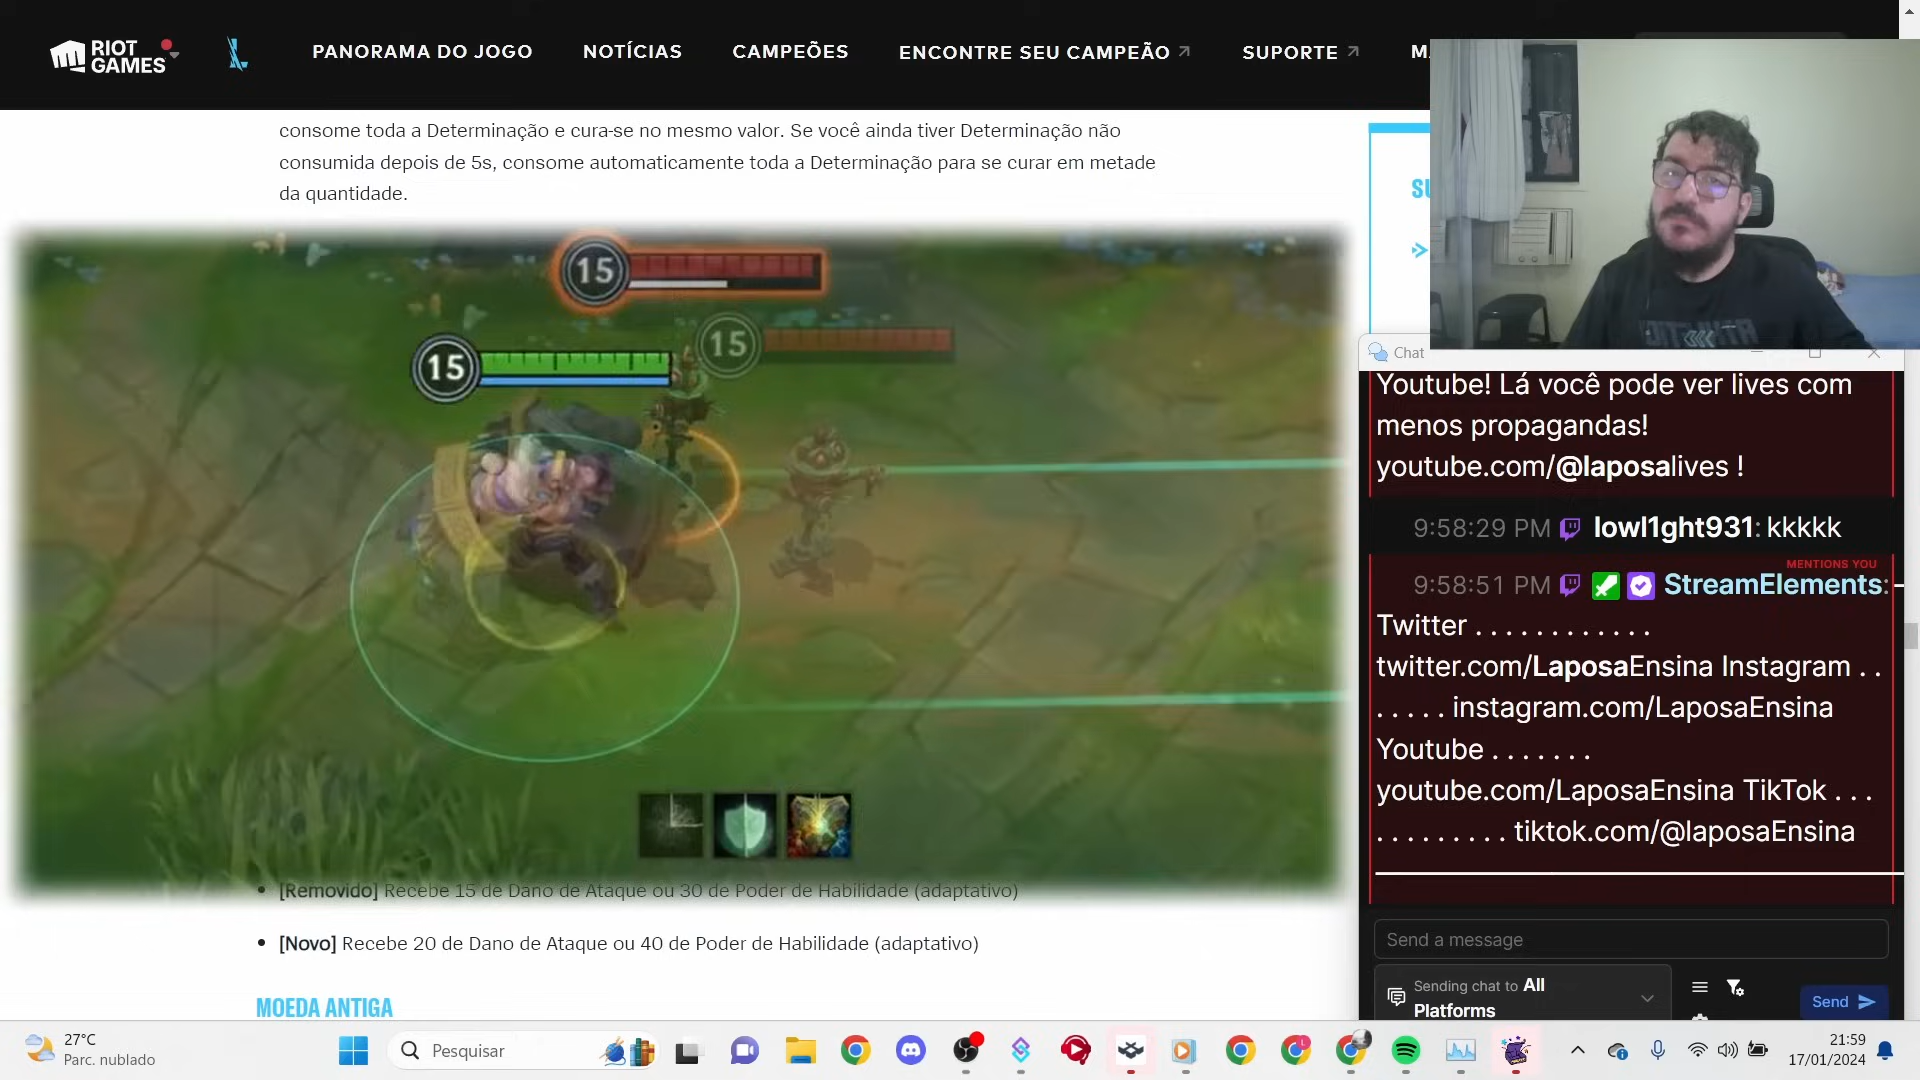 RIOT GAMES
PANORAMA DO JOGO
NOTÍCIAS
CAMPEÕES
ENCONTRE SEU CAMPEÃO
SUPORTE
consome toda a Determinação e cura-se no mesmo valor. Se você ainda tiver Determinação não
consumida depois de 5s, consome automaticamente toda a Determinação para se curar em metade
da quantidade.
15
15
15
[Removido] Recebe 15 de Dano de Ataque ou 30 de Poder de Habilidade (adaptativo)
[Novo] Recebe 20 de Dano de Ataque ou 40 de Poder de Habilidade (adaptativo)
MOEDA ANTIGA
Chat
Youtube! Lá você pode ver lives com
menos propagandas!
youtube.com/@laposalives !
9:58:29 PM lowl1ght931: kkkkk
MENTIONS YOU
9:58:51 PM StreamElements: -
Twitter . . . . . . . . . . . .
twitter.com/LaposaEnsina Instagram . .
. . . . . instagram.com/LaposaEnsina
Youtube . . . . . . .
youtube.com/LaposaEnsina TikTok . . .
. . . . . . . . . tiktok.com/@laposaEnsina
Send a message
Sending chat to All
Platforms
Send
27°C
Parc. nublado
Pesquisar
21:59
17/01/2024